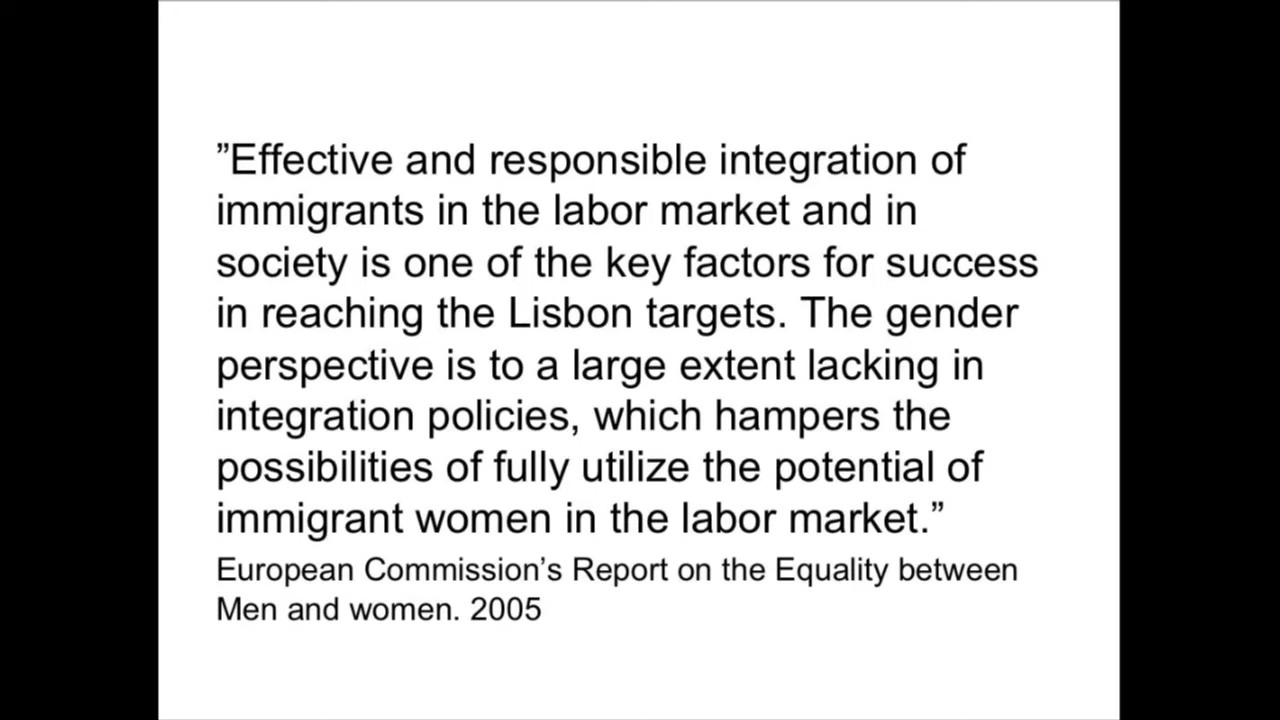 ”Effective and responsible integration of
immigrants in the labor market and in
society is one of the key factors for success
in reaching the Lisbon targets. The gender
perspective is to a large extent lacking in
integration policies, which hampers the
possibilities of fully utilize the potential of
immigrant women in the labor market.”
European Commission’s Report on the Equality between
Men and women. 2005